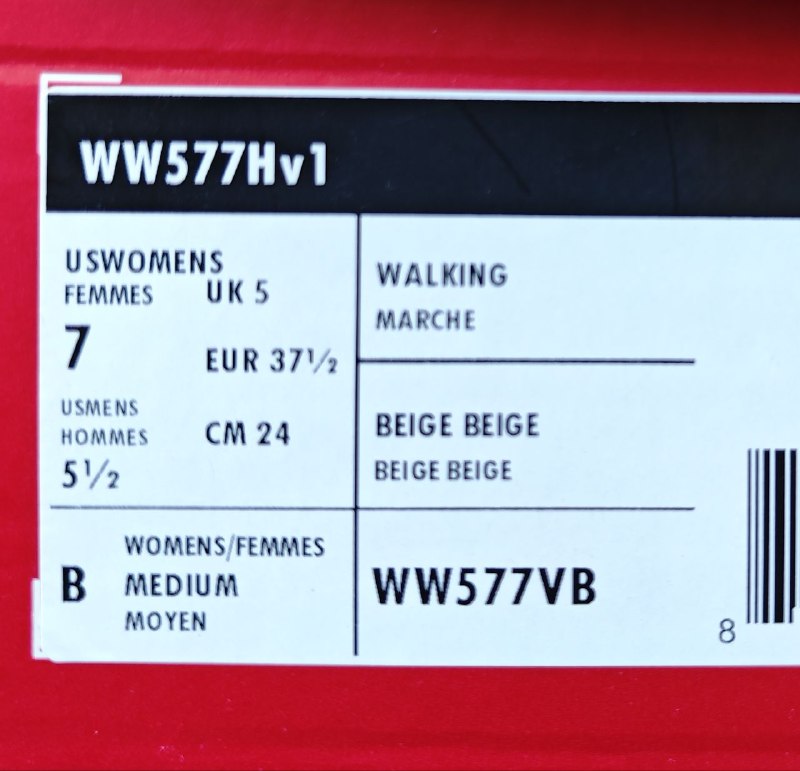 WW577Hv1
USWOMENS
FEMMES
7
UK 5
EUR 37½
USMENS
HOMMES
5½
CM 24
WALKING
MARCHE
BEIGE BEIGE
BEIGE BEIGE
B
WOMENS/FEMMES
MEDIUM
MOYEN
WW577VB
8